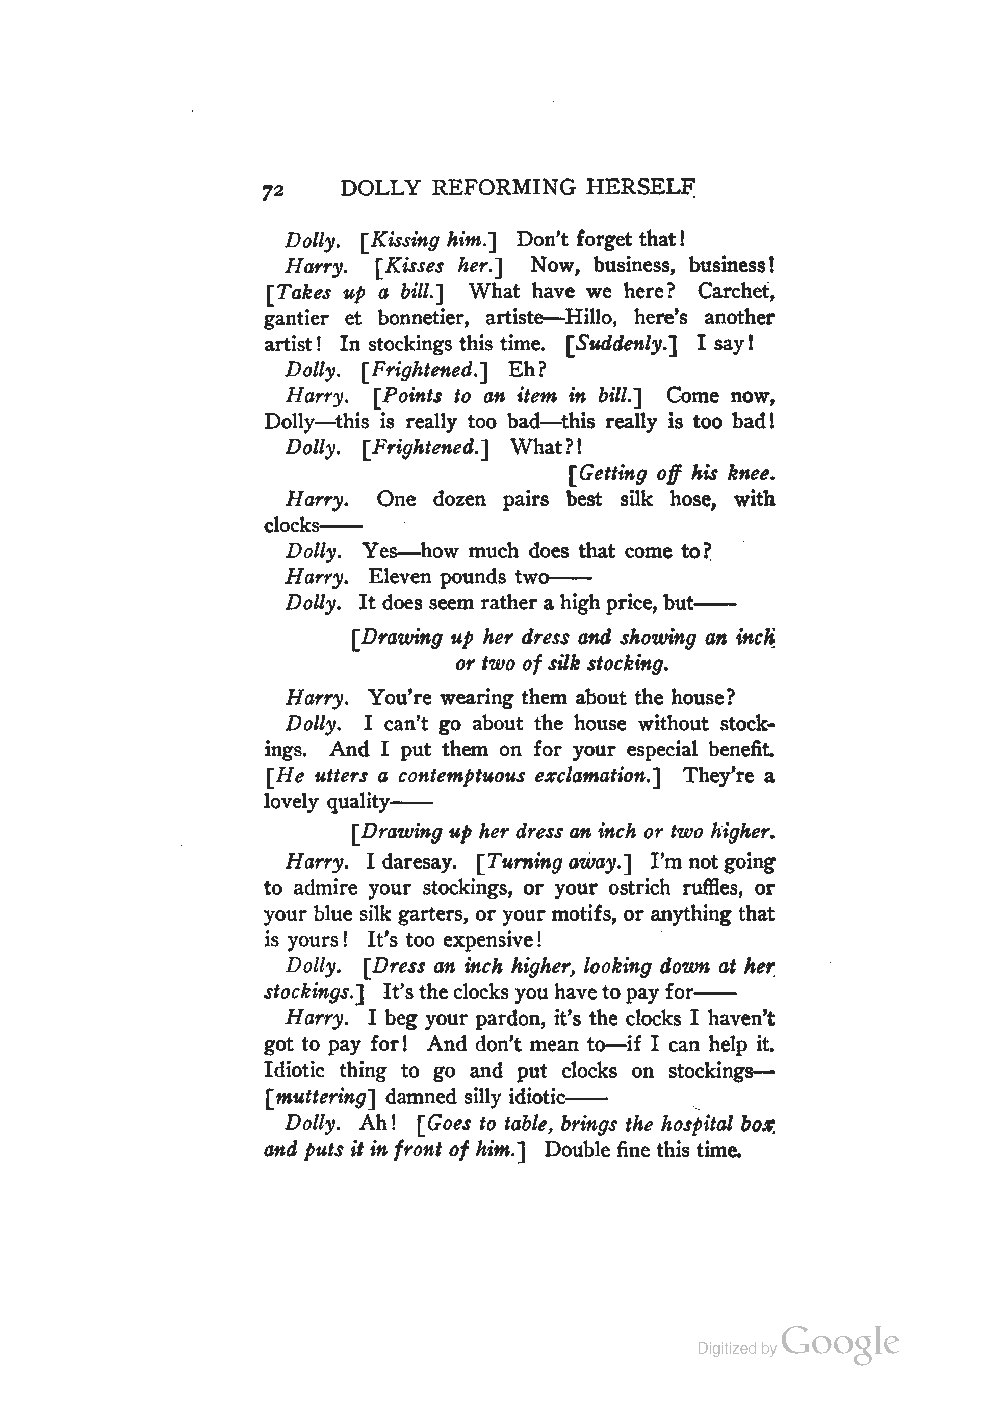 72 DOLLY REFORMING HERSELF
Dolly. [Kissing him.] Don't forget that!
Harry. [Kisses her.] Now, business, business!
[Takes up a bill.] What have we here? Carchet,
gantier et bonnetier, artiste—Hillo, here's another
artist! In stockings this time. [Suddenly.] I say!
Dolly. [Frightened.] Eh?
Harry. [Points to an item in bill.] Come now,
Dolly—this is really too bad—this really is too bad!
Dolly. [Frightened.] What?!
[Getting off his knee.
Harry. One dozen pairs best silk hose, with
clocks——
Dolly. Yes—how much does that come to?
Harry. Eleven pounds two——
Dolly. It does seem rather a high price, but——
[Drawing up her dress and showing an inch
or two of silk stocking.
Harry. You're wearing them about the house?
Dolly. I can't go about the house without stock-
ings. And I put them on for your especial benefit.
[He utters a contemptuous exclamation.] They're a
lovely quality——
[Drawing up her dress an inch or two higher.
Harry. I daresay. [Turning away.] I'm not going
to admire your stockings, or your ostrich ruffles, or
your blue silk garters, or your motifs, or anything that
is yours! It's too expensive!
Dolly. [Dress an inch higher, looking down at her
stockings.] It's the clocks you have to pay for——
Harry. I beg your pardon, it's the clocks I haven't
got to pay for! And don't mean to—if I can help it.
Idiotic thing to go and put clocks on stockings—
[muttering] damned silly idiotic——
Dolly. Ah! [Goes to table, brings the hospital box
and puts it in front of him.] Double fine this time.
Digitized by Google